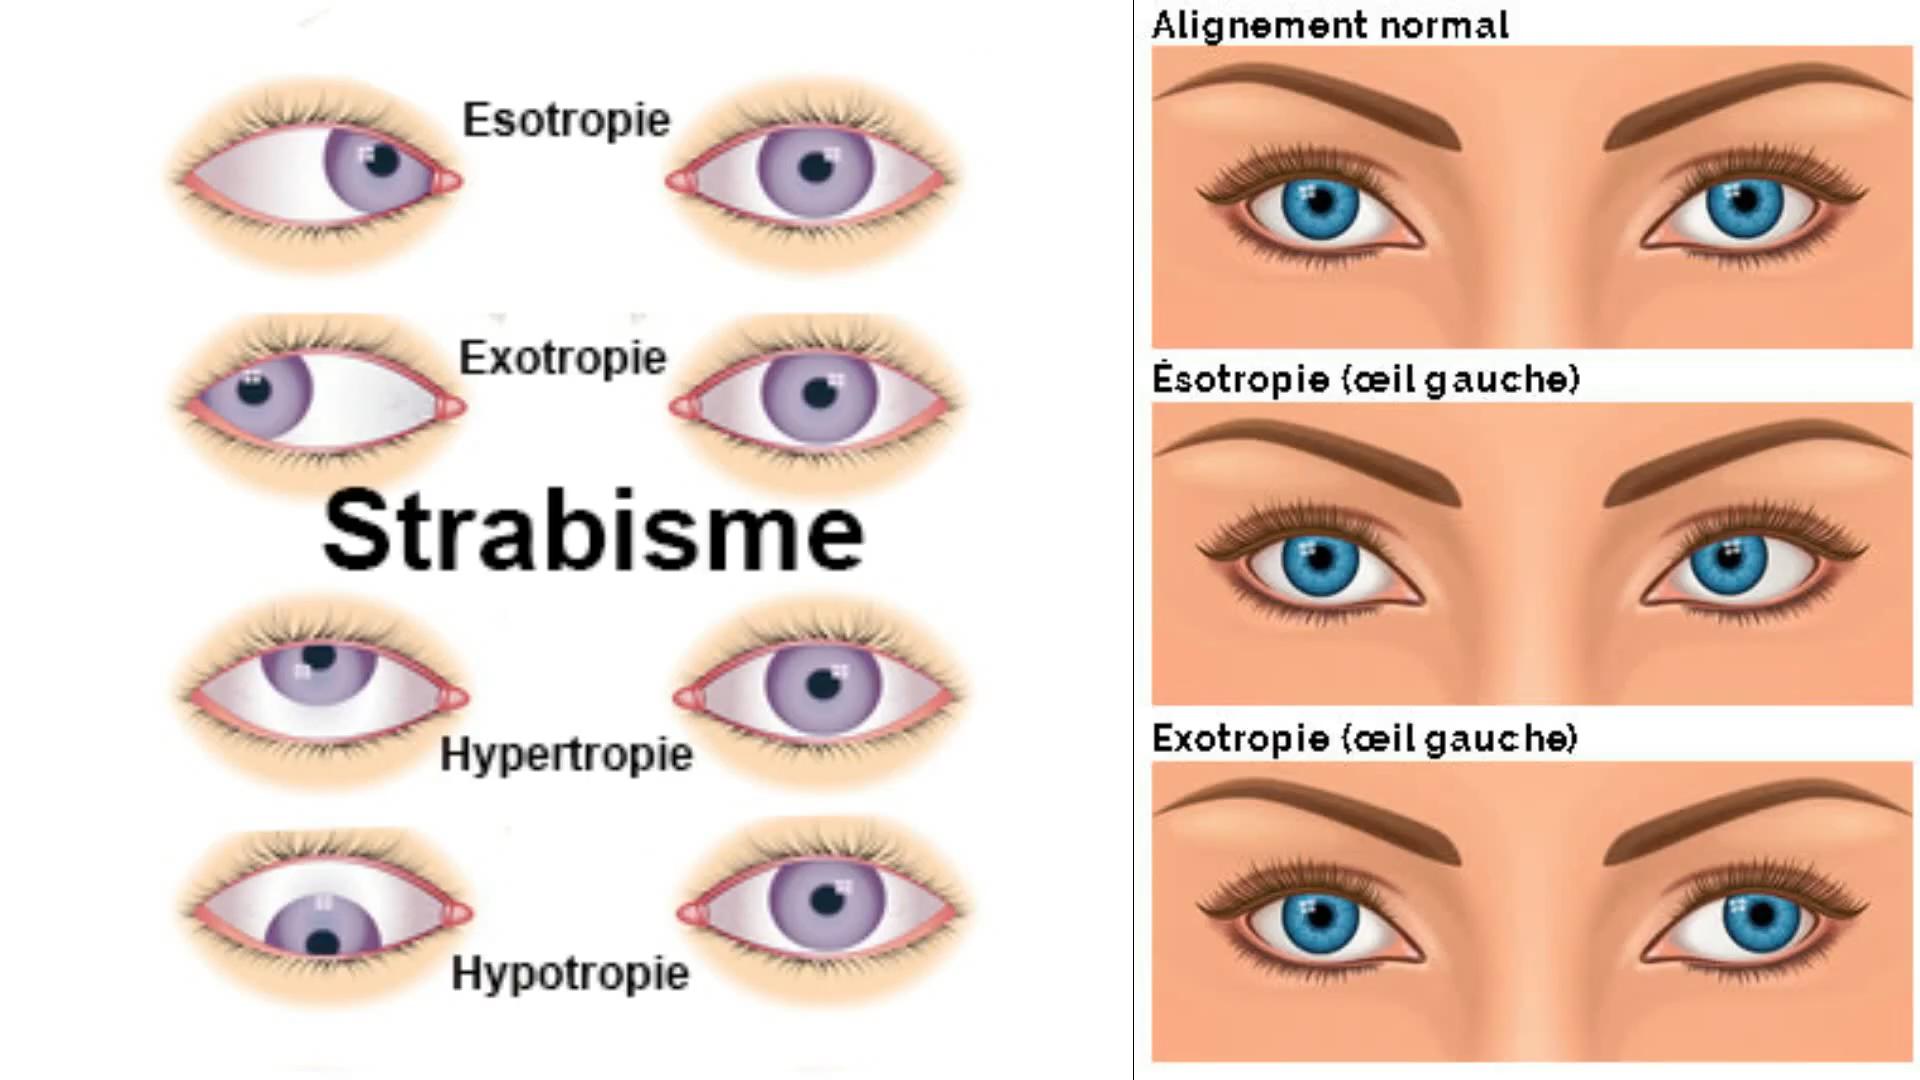 Esotropie
Exotropie
Strabisme
Hypertropie
Hypotropie
Alignement normal
Ésotropie (œil gauche)
Exotropie (œil gauche)